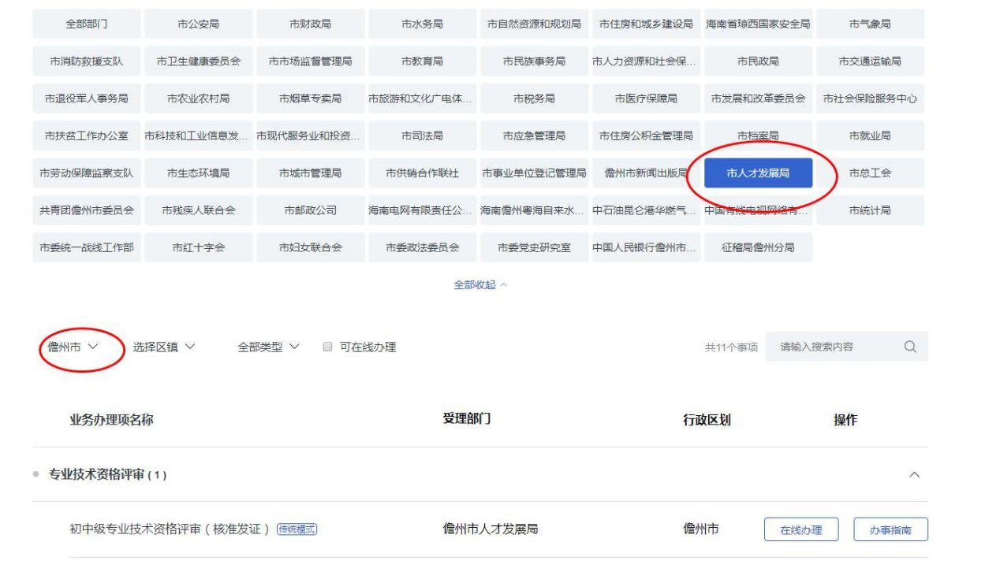 全部部门 市公安局 市财政局 市水务局 市自然资源和规划局 市住房和城乡建设局 海南省琼西国家安全局 市气象局
市消防救援支队 市卫生健康委员会 市市场监督管理局 市教育局 市民族事务局 市人力资源和社会保... 市民政局 市交通运输局
市退役军人事务局 市农业农村局 市烟草专卖局 市旅游和文化广电体... 市税务局 市医疗保障局 市发展和改革委员会 市社会保险服务中心
市扶贫工作办公室 市科技和工业信息发... 市现代服务业和投资... 市司法局 市应急管理局 市住房公积金管理局 市档案局 市就业局
市劳动保障监察支队 市生态环境局 市城市管理局 市供销合作联社 市事业单位登记管理局 儋州市新闻出版局 市人才发展局 市总工会
共青团儋州市委员会 市残疾人联合会 市邮政公司 海南电网有限责任公... 海南儋州粤海自来水... 中石油昆仑港华燃气... 中国有线电视网络有... 市统计局
市委统一战线工作部 市红十字会 市妇女联合会 市委政法委员会 市委党史研究室 中国人民银行儋州市... 征稽局儋州分局
全部收起
儋州市 选择区镇 全部类型 可在线办理 共11个事项 请输入搜索内容
业务办理项名称 受理部门 行政区划 操作
专业技术资格评审 ( 1 )
初中级专业技术资格评审（核准发证） 传统模式 儋州市人才发展局 儋州市 在线办理 办事指南